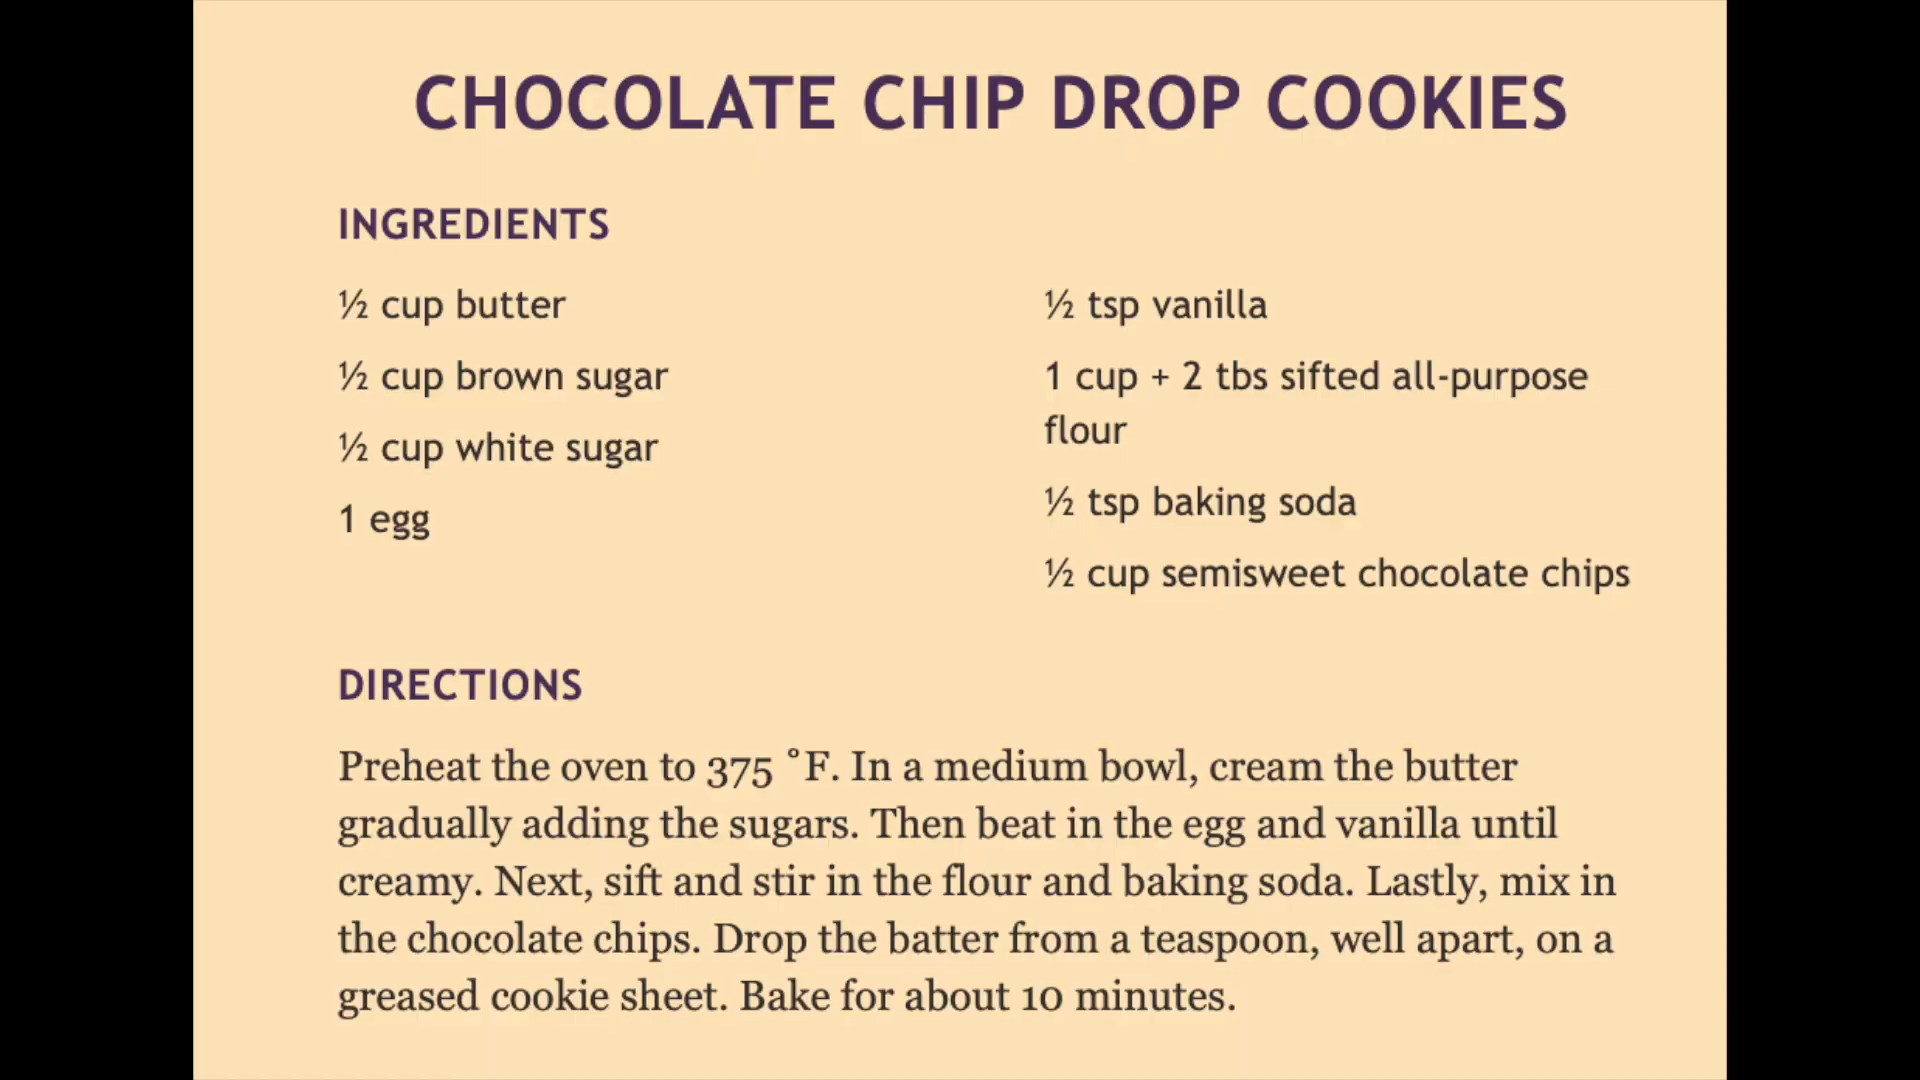 CHOCOLATE CHIP DROP COOKIES
INGREDIENTS
½ cup butter
½ cup brown sugar
½ cup white sugar
1 egg
½ tsp vanilla
1 cup + 2 tbs sifted all-purpose
flour
½ tsp baking soda
½ cup semisweet chocolate chips
DIRECTIONS
Preheat the oven to 375 ˚F. In a medium bowl, cream the butter
gradually adding the sugars. Then beat in the egg and vanilla until
creamy. Next, sift and stir in the flour and baking soda. Lastly, mix in
the chocolate chips. Drop the batter from a teaspoon, well apart, on a
greased cookie sheet. Bake for about 10 minutes.